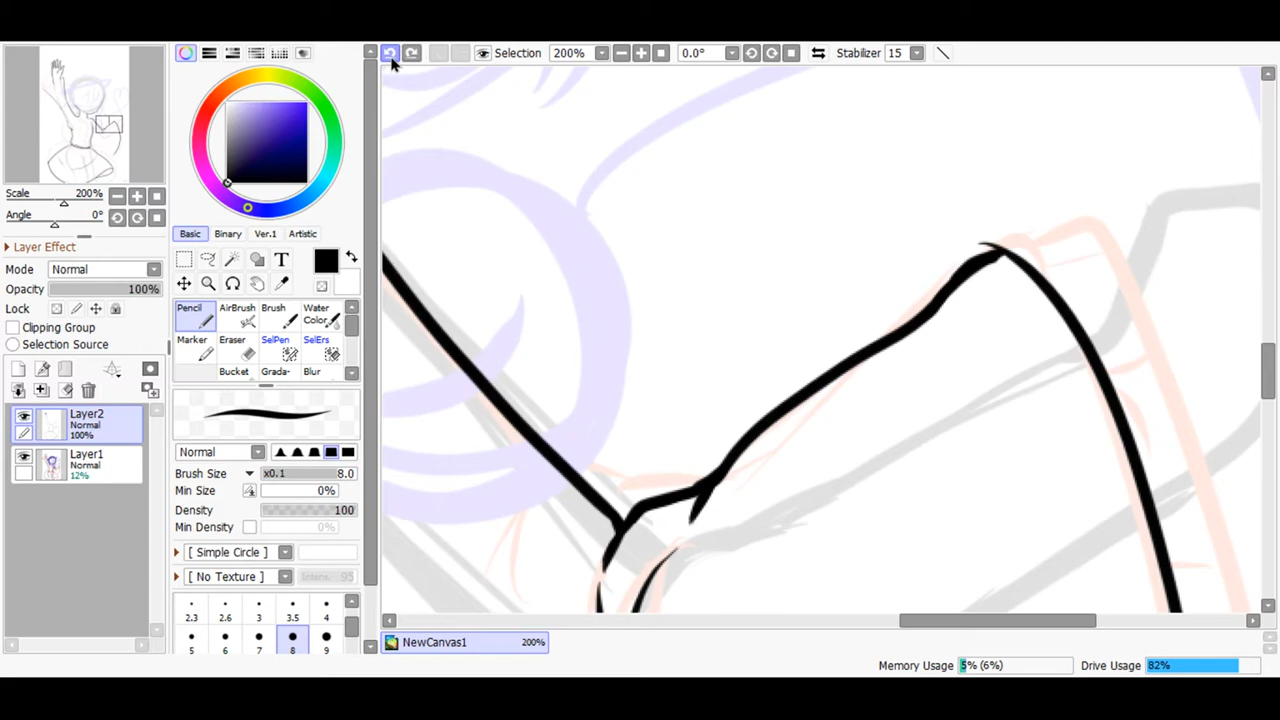 Selection 200% 0.0° Stabilizer 15
Scale 200%
Angle 0°
Layer Effect
Mode Normal
Opacity 100%
Lock
Clipping Group
Selection Source
Layer2
Normal
100%
Layer1
Normal
12%
Basic Binary Ver.1 Artistic
T
Pencil AirBrush Brush Water Color
Marker Eraser SelPen SelErs
Bucket Grada- Blur
Normal
Brush Size x0.1 8.0
Min Size 0%
Density 100
Min Density 0%
[ Simple Circle ]
[ No Texture ] Intens. 95
2.3 2.6 3 3.5 4
5 6 7 8 9
NewCanvas1 200%
Memory Usage 5% (6%) Drive Usage 82%